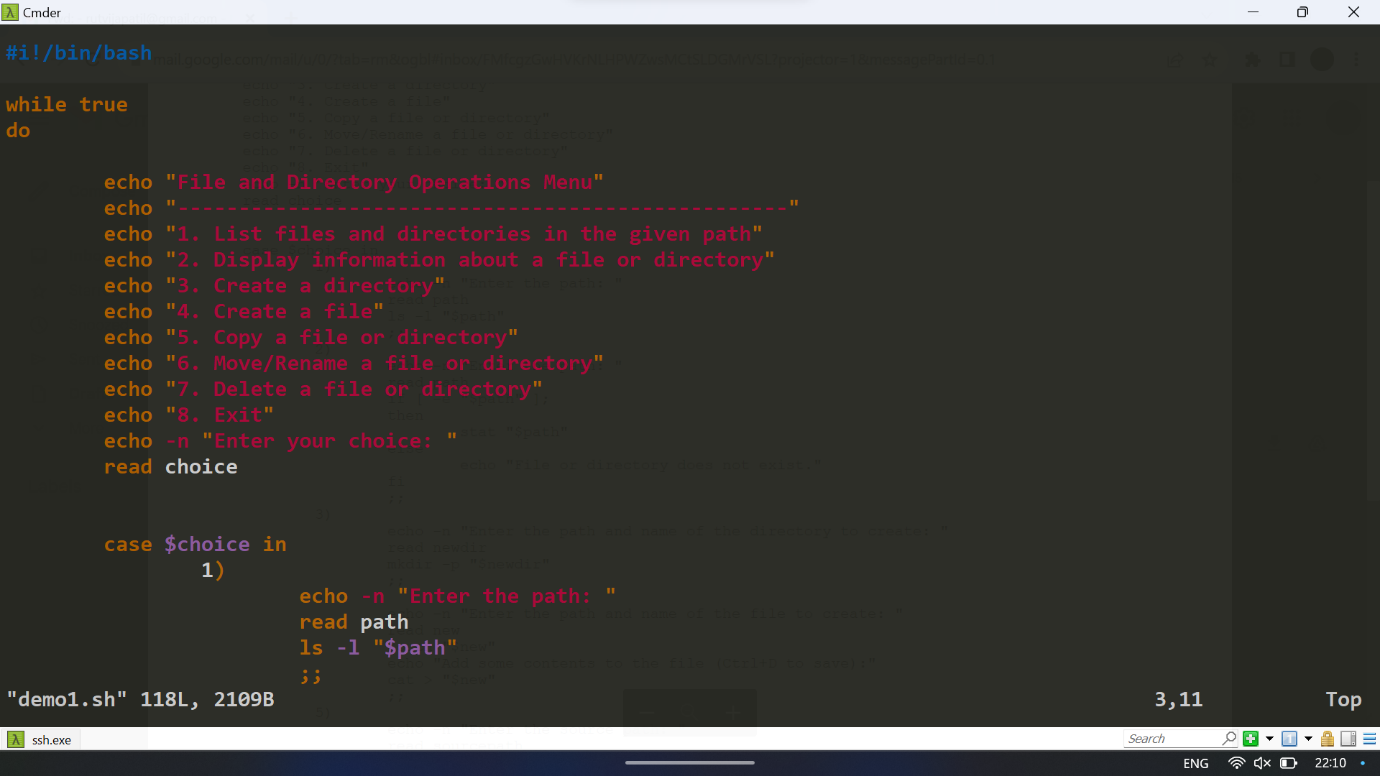 Cmder
#i!/bin/bash
while true
do
echo "File and Directory Operations Menu"
echo "--------------------------------------------------"
echo "1. List files and directories in the given path"
echo "2. Display information about a file or directory"
echo "3. Create a directory"
echo "4. Create a file"
echo "5. Copy a file or directory"
echo "6. Move/Rename a file or directory"
echo "7. Delete a file or directory"
echo "8. Exit"
echo -n "Enter your choice: "
read choice
case $choice in
1)
echo -n "Enter the path: "
read path
ls -l "$path"
;;
"demo1.sh" 118L, 2109B 3,11 Top
ssh.exe Search
ENG 22:10